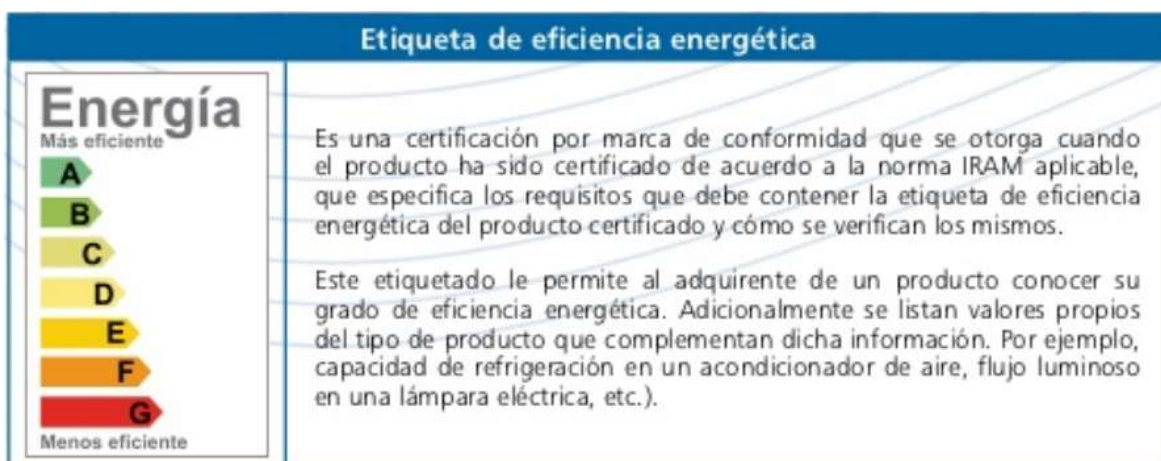 Etiqueta de eficiencia energética
Energía
Más eficiente
A
B
C
D
E
F
G
Menos eficiente
Es una certificación por marca de conformidad que se otorga cuando
el producto ha sido certificado de acuerdo a la norma IRAM aplicable,
que especifica los requisitos que debe contener la etiqueta de eficiencia
energética del producto certificado y cómo se verifican los mismos.
Este etiquetado le permite al adquirente de un producto conocer su
grado de eficiencia energética. Adicionalmente se listan valores propios
del tipo de producto que complementan dicha información. Por ejemplo,
capacidad de refrigeración en un acondicionador de aire, flujo luminoso
en una lámpara eléctrica, etc.).